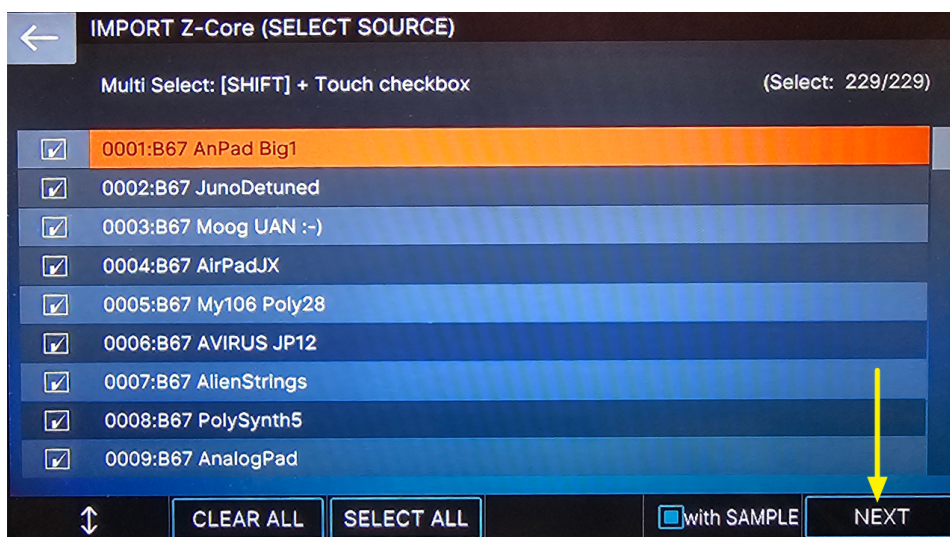 IMPORT Z-Core (SELECT SOURCE)
Multi Select: [SHIFT] + Touch checkbox (Select: 229/229)
0001:B67 AnPad Big1
0002:B67 JunoDetuned
0003:B67 Moog UAN :-)
0004:B67 AirPadJX
0005:B67 My106 Poly28
0006:B67 AVIRUS JP12
0007:B67 AlienStrings
0008:B67 PolySynth5
0009:B67 AnalogPad
CLEAR ALL SELECT ALL with SAMPLE NEXT